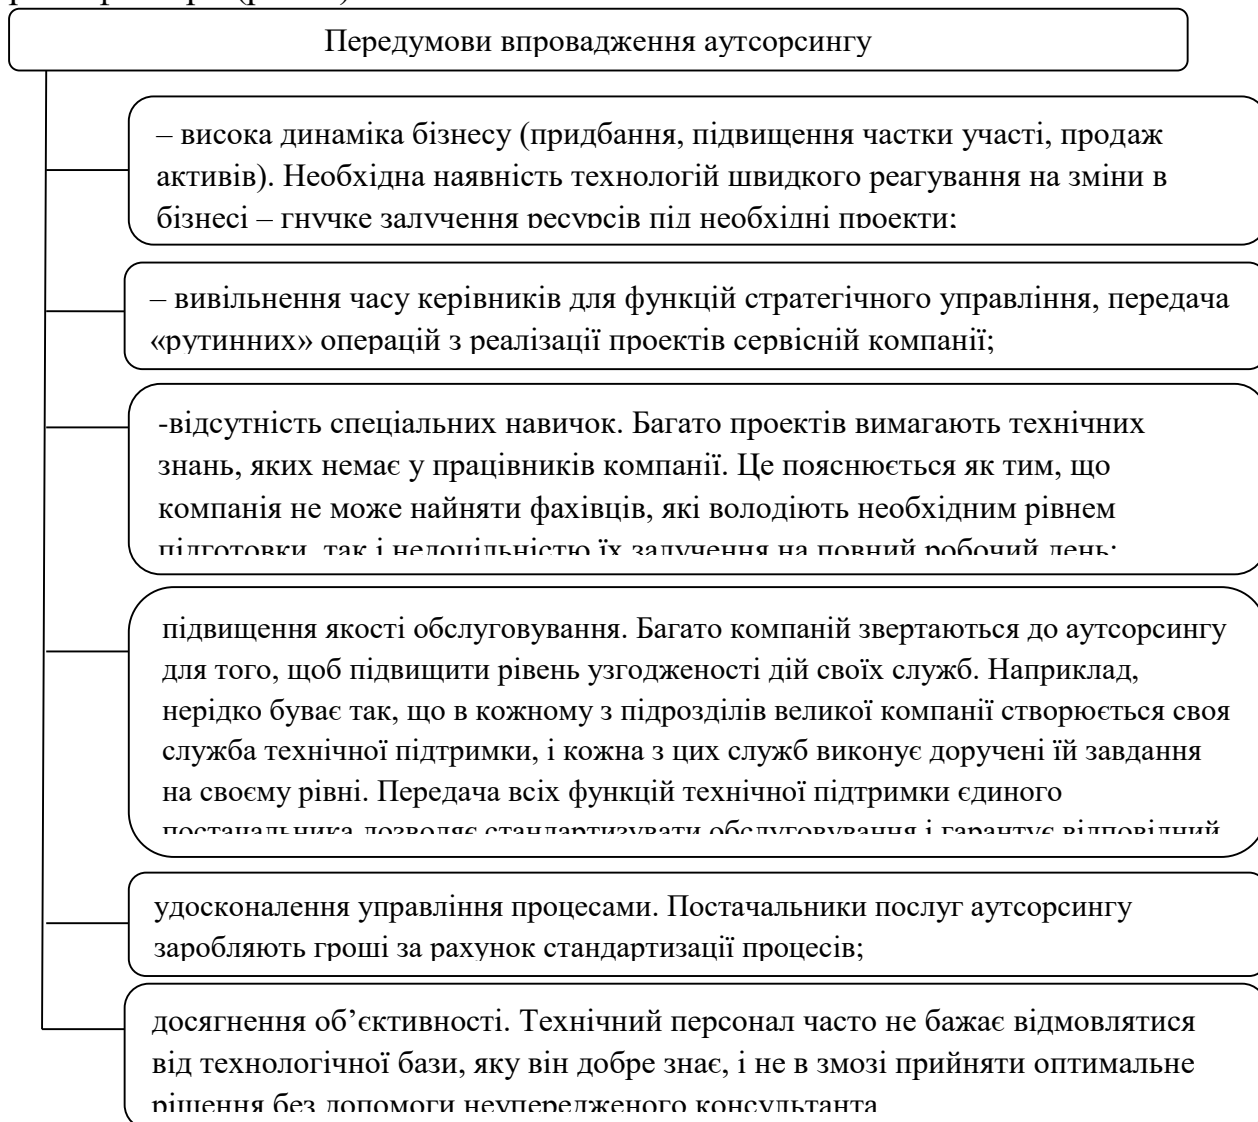 Передумови впровадження аутсорсингу
– висока динаміка бізнесу (придбання, підвищення частки участі, продаж
активів). Необхідна наявність технологій швидкого реагування на зміни в
бізнесі – гнучке залучення ресурсів під необхідні проекти;
– вивільнення часу керівників для функцій стратегічного управління, передача
«рутинних» операцій з реалізації проектів сервісній компанії;
-відсутність спеціальних навичок. Багато проектів вимагають технічних
знань, яких немає у працівників компанії. Це пояснюється як тим, що
компанія не може найняти фахівців, які володіють необхідним рівнем
підготовки, так і недоцільністю їх залучення на повний робочий день;
підвищення якості обслуговування. Багато компаній звертаються до аутсорсингу
для того, щоб підвищити рівень узгодженості дій своїх служб. Наприклад,
нерідко буває так, що в кожному з підрозділів великої компанії створюється своя
служба технічної підтримки, і кожна з цих служб виконує доручені їй завдання
на своєму рівні. Передача всіх функцій технічної підтримки єдиного
постачальника дозволяє стандартизувати обслуговування і гарантує відповідний
удосконалення управління процесами. Постачальники послуг аутсорсингу
заробляють гроші за рахунок стандартизації процесів;
досягнення об’єктивності. Технічний персонал часто не бажає відмовлятися
від технологічної бази, яку він добре знає, і не в змозі прийняти оптимальне
рішення без допомоги неупередженого консультанта